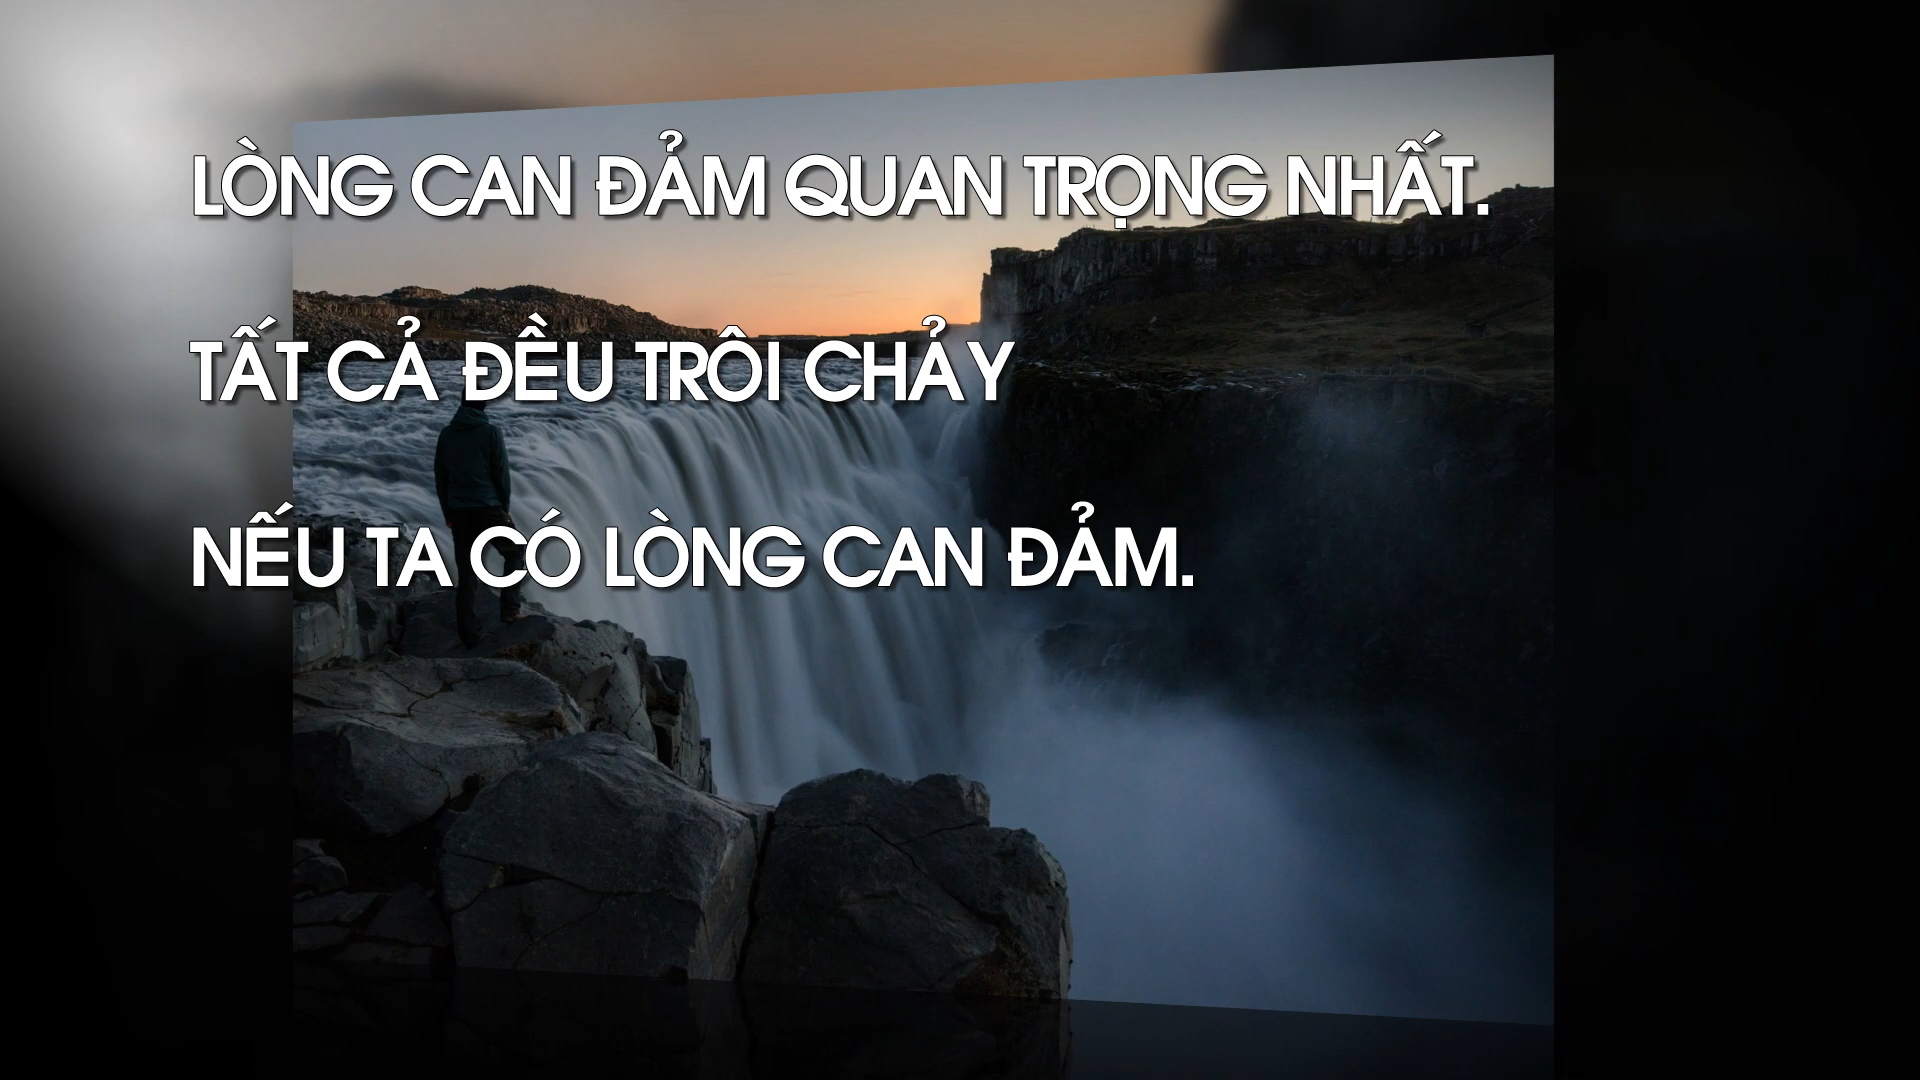 LÒNG CAN ĐẢM QUAN TRỌNG NHẤT.
TẤT CẢ ĐỀU TRÔI CHẢY
NẾU TA CÓ LÒNG CAN ĐẢM.